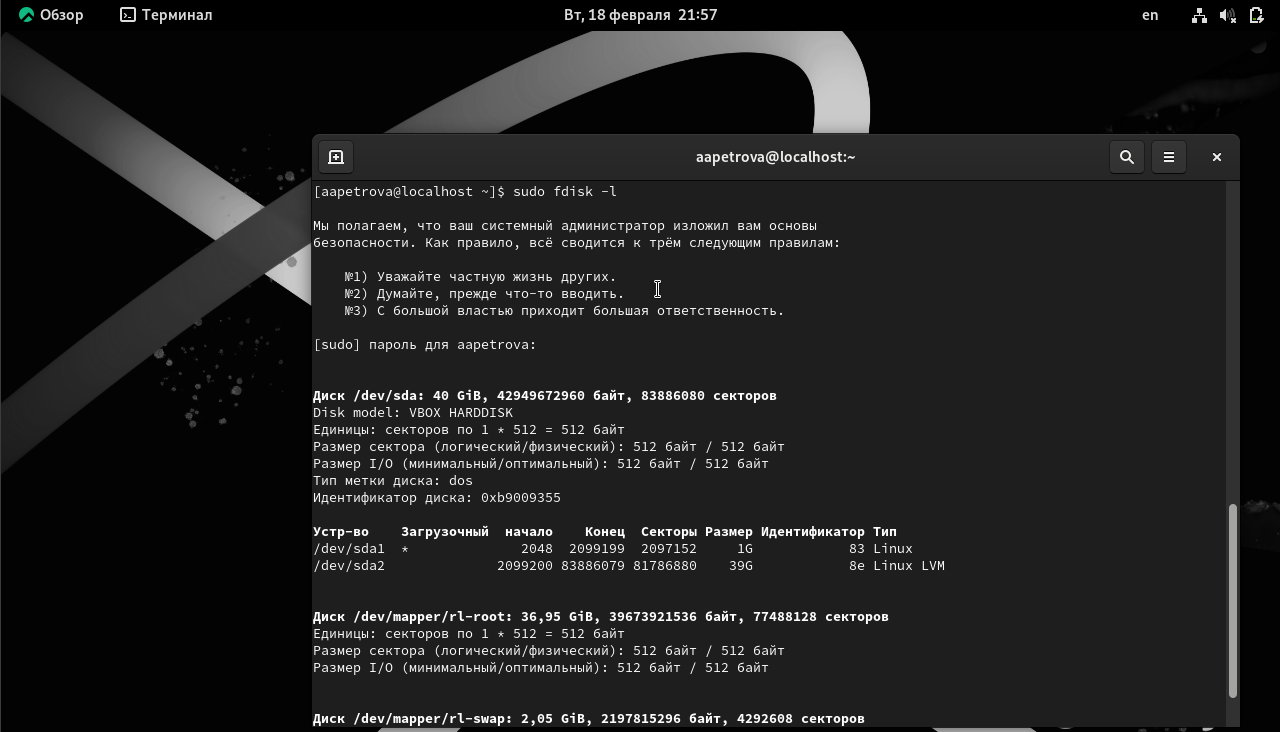 Обзор Терминал Вт, 18 февраля 21:57 en
aapetrova@localhost:~
[aapetrova@localhost ~]$ sudo fdisk -l
Мы полагаем, что ваш системный администратор изложил вам основы
безопасности. Как правило, всё сводится к трём следующим правилам:
№1) Уважайте частную жизнь других.
№2) Думайте, прежде что-то вводить.
№3) С большой властью приходит большая ответственность.
[sudo] пароль для aapetrova:
Диск /dev/sda: 40 GiB, 42949672960 байт, 83886080 секторов
Disk model: VBOX HARDDISK
Единицы: секторов по 1 * 512 = 512 байт
Размер сектора (логический/физический): 512 байт / 512 байт
Размер I/O (минимальный/оптимальный): 512 байт / 512 байт
Тип метки диска: dos
Идентификатор диска: 0xb9009355
Устр-во Загрузочный начало Конец Секторы Размер Идентификатор Тип
/dev/sda1 * 2048 2099199 2097152 1G 83 Linux
/dev/sda2 2099200 83886079 81786880 39G 8e Linux LVM
Диск /dev/mapper/rl-root: 36,95 GiB, 39673921536 байт, 77488128 секторов
Единицы: секторов по 1 * 512 = 512 байт
Размер сектора (логический/физический): 512 байт / 512 байт
Размер I/O (минимальный/оптимальный): 512 байт / 512 байт
Диск /dev/mapper/rl-swap: 2,05 GiB, 2197815296 байт, 4292608 секторов